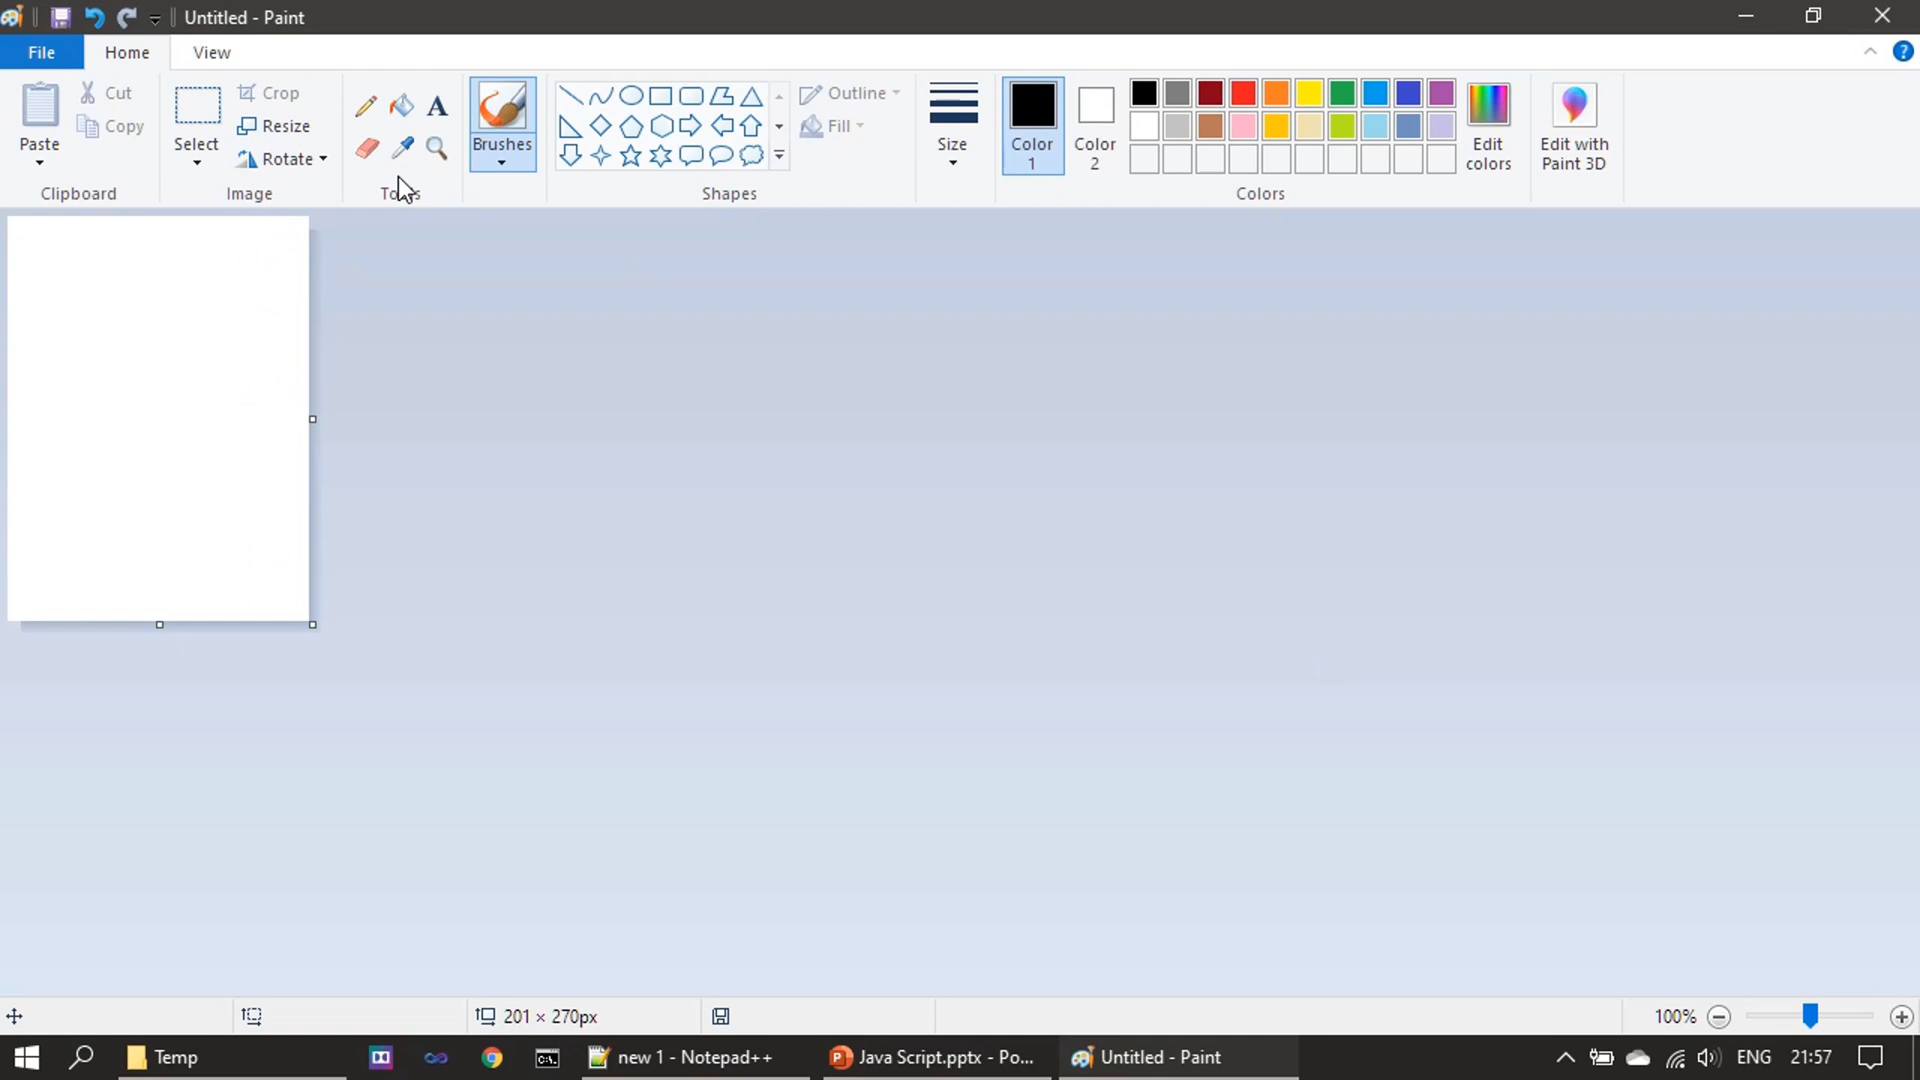 Untitled - Paint
File Home View
Paste Cut Copy Select Crop Resize Rotate Brushes Outline Fill Size Color 1 Color 2 Edit colors Edit with Paint 3D
Clipboard Image Shapes Colors
201 × 270px 100%
Temp new 1 - Notepad++ Java Script.pptx - Po... Untitled - Paint ENG 21:57